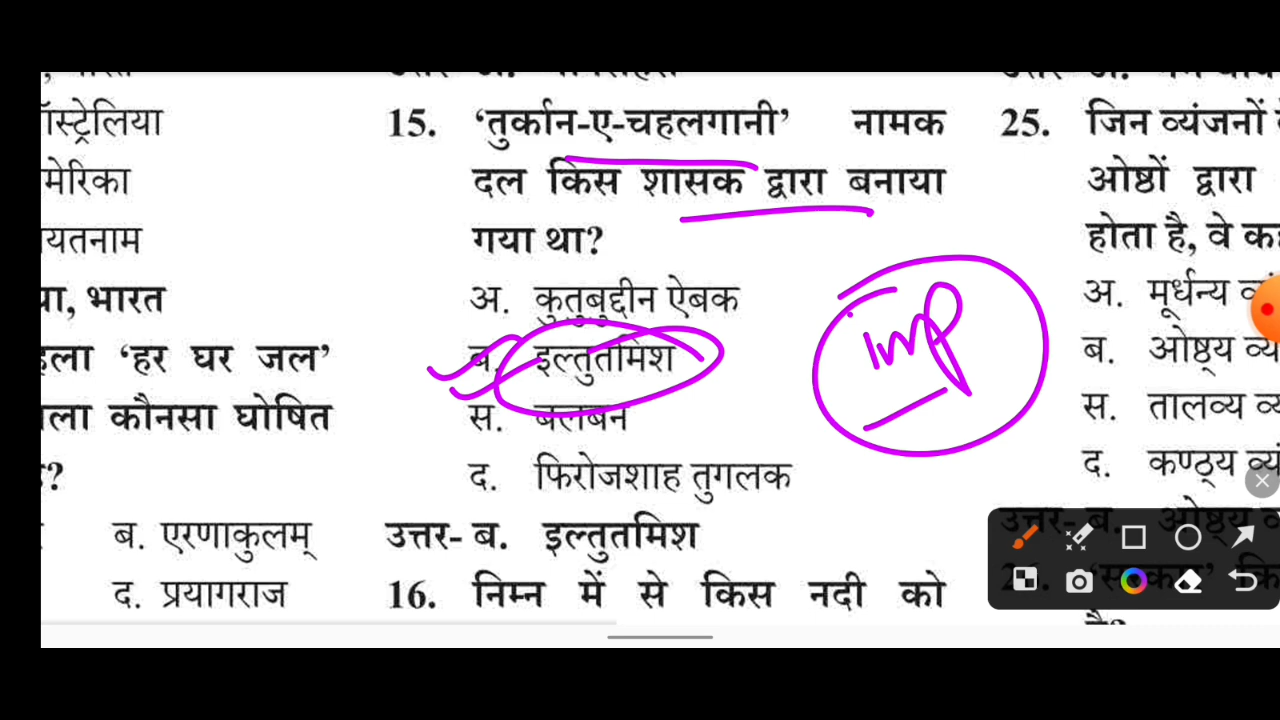 ॉस्ट्रेलिया
मेरिका
यतनाम
या, भारत
हला ‘हर घर जल’
ला कौनसा घोषित
?
ब. एरणाकुलम्
द. प्रयागराज
15. ‘तुर्कान-ए-चहलगानी’ नामक
दल किस शासक द्वारा बनाया
गया था?
अ. कुतुबुद्दीन ऐबक
ब. इल्तुतमिश
स. बलबन
द. फिरोजशाह तुगलक
उत्तर- ब. इल्तुतमिश
16. निम्न में से किस नदी को
imp
25. जिन व्यंजनों
ओष्ठों द्वारा
होता है, वे
अ. मूर्धन्य
ब. ओष्ठ्य
स. तालव्य
द. कण्ठ्य
उत्तर- ब. ओष्ठ्य